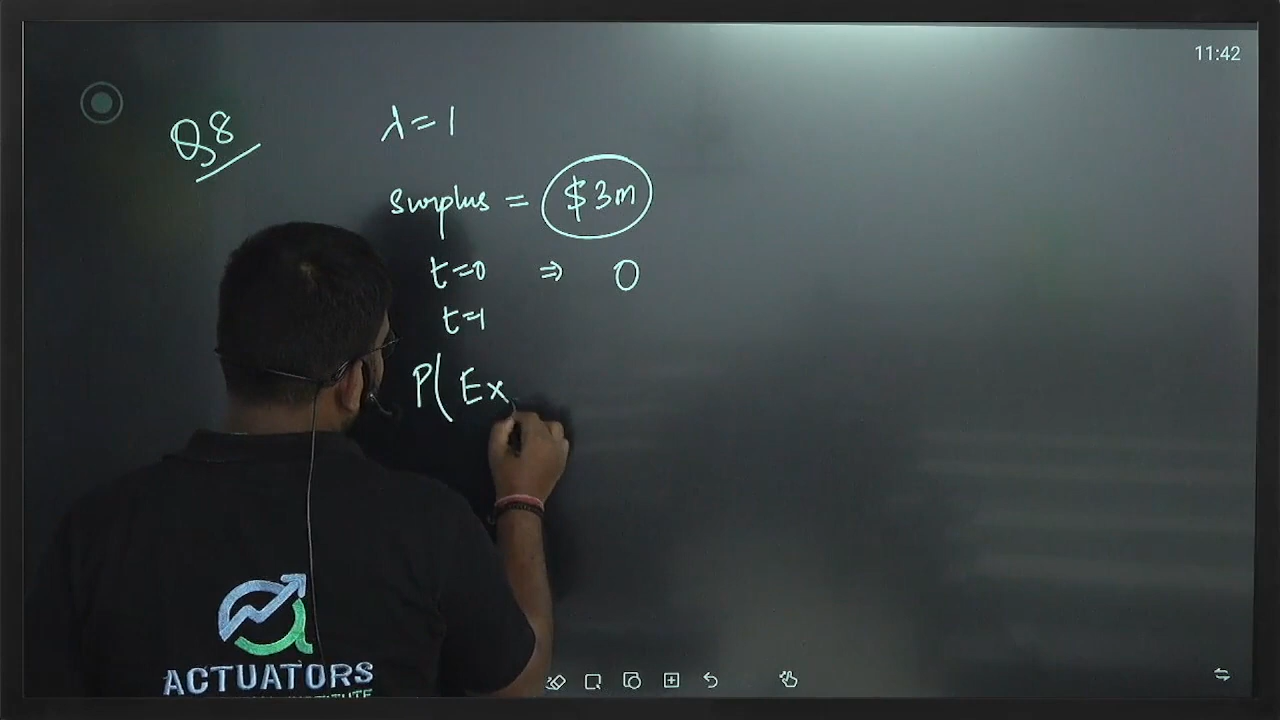 11:42
Q8
λ = 1
surplus = $3m
t=0 ⇒ 0
t=1
P( Ex
ACTUATORS